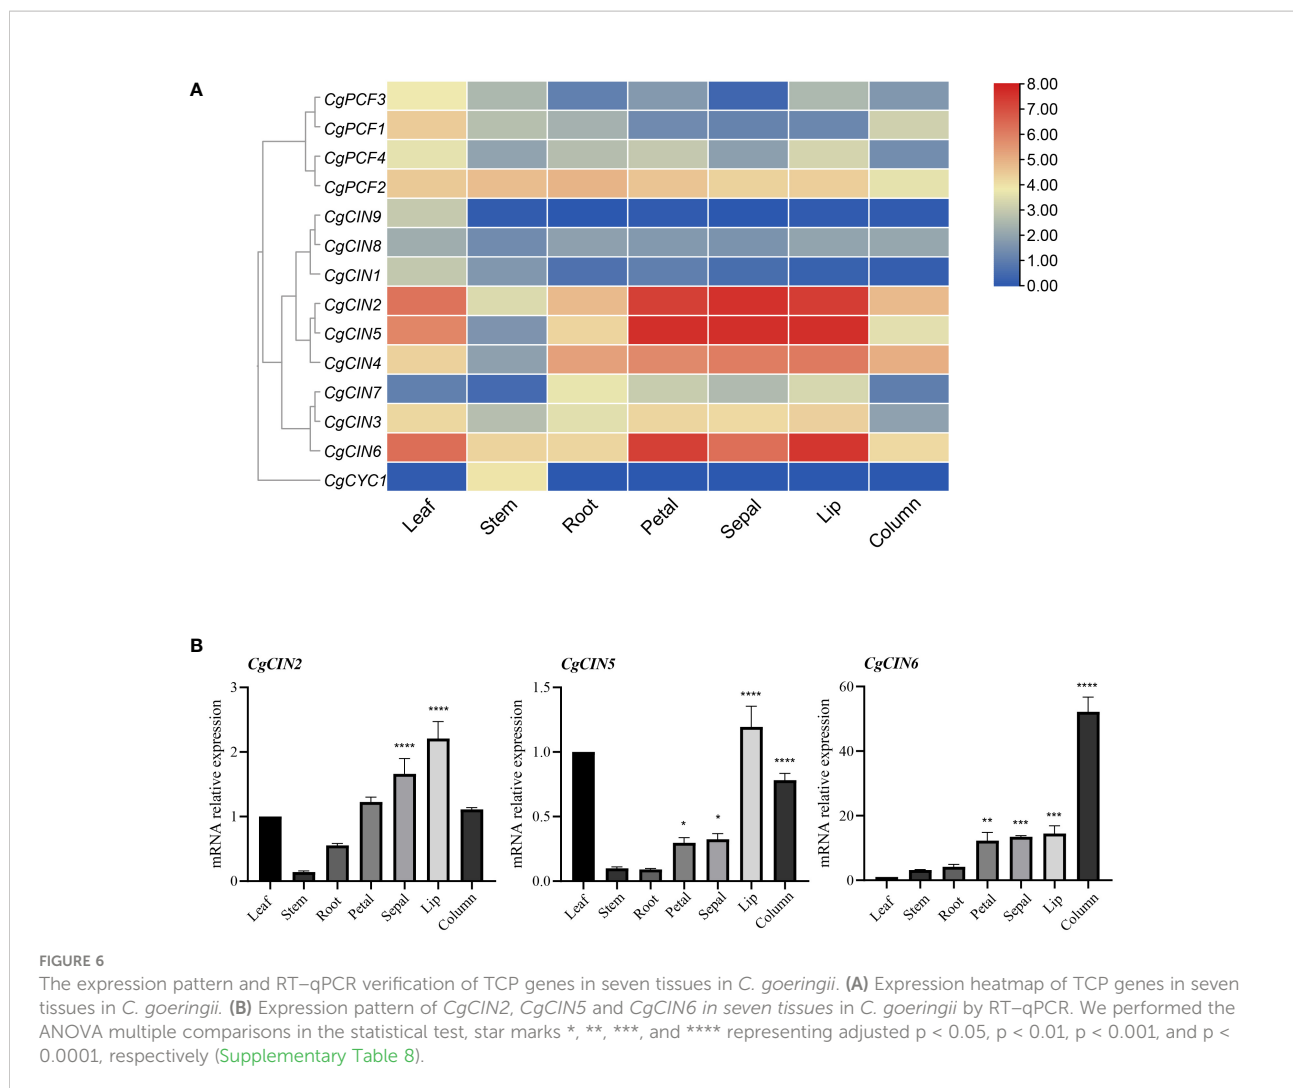 A
CgPCF3
CgPCF1
CgPCF4
CgPCF2
CgCIN9
CgCIN8
CgCIN1
CgCIN2
CgCIN5
CgCIN4
CgCIN7
CgCIN3
CgCIN6
CgCYC1
Leaf Stem Root Petal Sepal Lip Column
8.00
7.00
6.00
5.00
4.00
3.00
2.00
1.00
0.00
B
CgCIN2
mRNA relative expression
3
2
1
0
**** ****
Leaf Stem Root Petal Sepal Lip Column
CgCIN5
mRNA relative expression
1.5
1.0
0.5
0.0
* * **** ****
Leaf Stem Root Petal Sepal Lip Column
CgCIN6
mRNA relative expression
60
40
20
0
** *** *** ****
Leaf Stem Root Petal Sepal Lip Column
FIGURE 6
The expression pattern and RT–qPCR verification of TCP genes in seven tissues in C. goeringii. (A) Expression heatmap of TCP genes in seven
tissues in C. goeringii. (B) Expression pattern of CgCIN2, CgCIN5 and CgCIN6 in seven tissues in C. goeringii by RT–qPCR. We performed the
ANOVA multiple comparisons in the statistical test, star marks *, **, ***, and **** representing adjusted p < 0.05, p < 0.01, p < 0.001, and p <
0.0001, respectively (Supplementary Table 8).